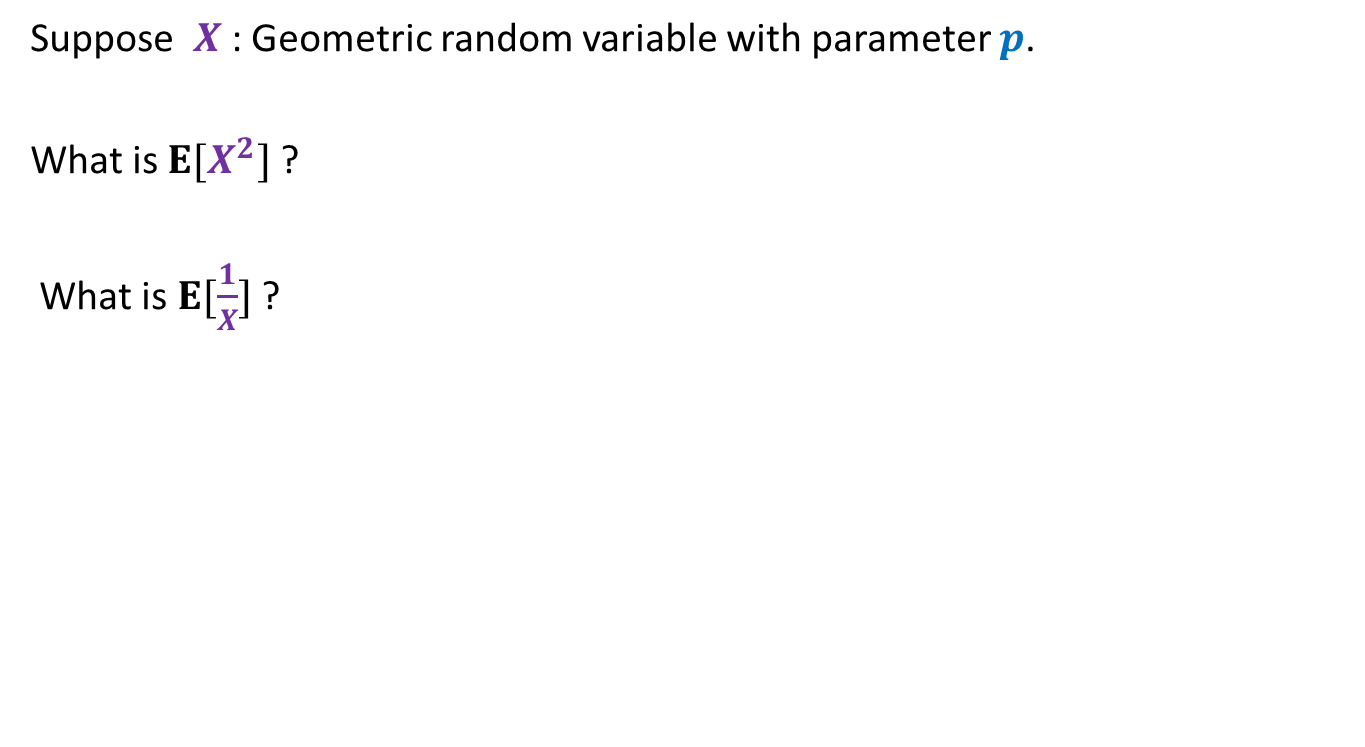 Suppose X : Geometric random variable with parameter p.
What is E[X²] ?
What is E[1/X] ?